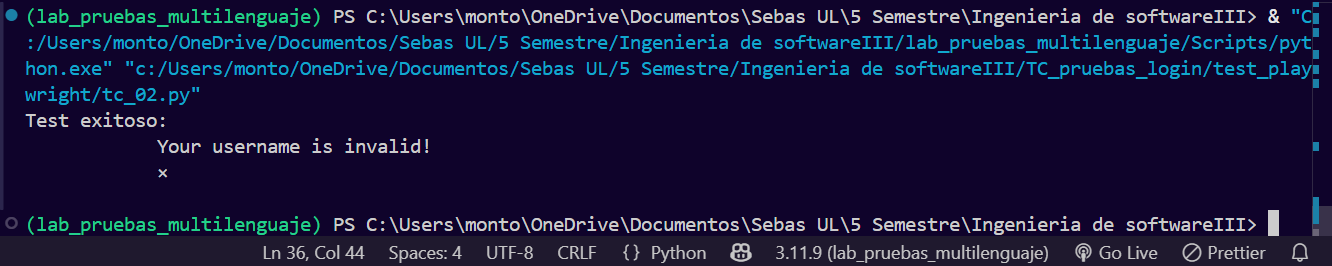 (lab_pruebas_multilenguaje) PS C:\Users\monto\OneDrive\Documentos\Sebas UL\5 Semestre\Ingenieria de softwareIII> & "C
:/Users/monto/OneDrive/Documentos/Sebas UL/5 Semestre/Ingenieria de softwareIII/lab_pruebas_multilenguaje/Scripts/pyt
hon.exe" "c:/Users/monto/OneDrive/Documentos/Sebas UL/5 Semestre/Ingenieria de softwareIII/TC_pruebas_login/test_play
wright/tc_02.py"
Test exitoso:
Your username is invalid!
×
(lab_pruebas_multilenguaje) PS C:\Users\monto\OneDrive\Documentos\Sebas UL\5 Semestre\Ingenieria de softwareIII>
Ln 36, Col 44 Spaces: 4 UTF-8 CRLF {} Python 3.11.9 (lab_pruebas_multilenguaje) Go Live Prettier